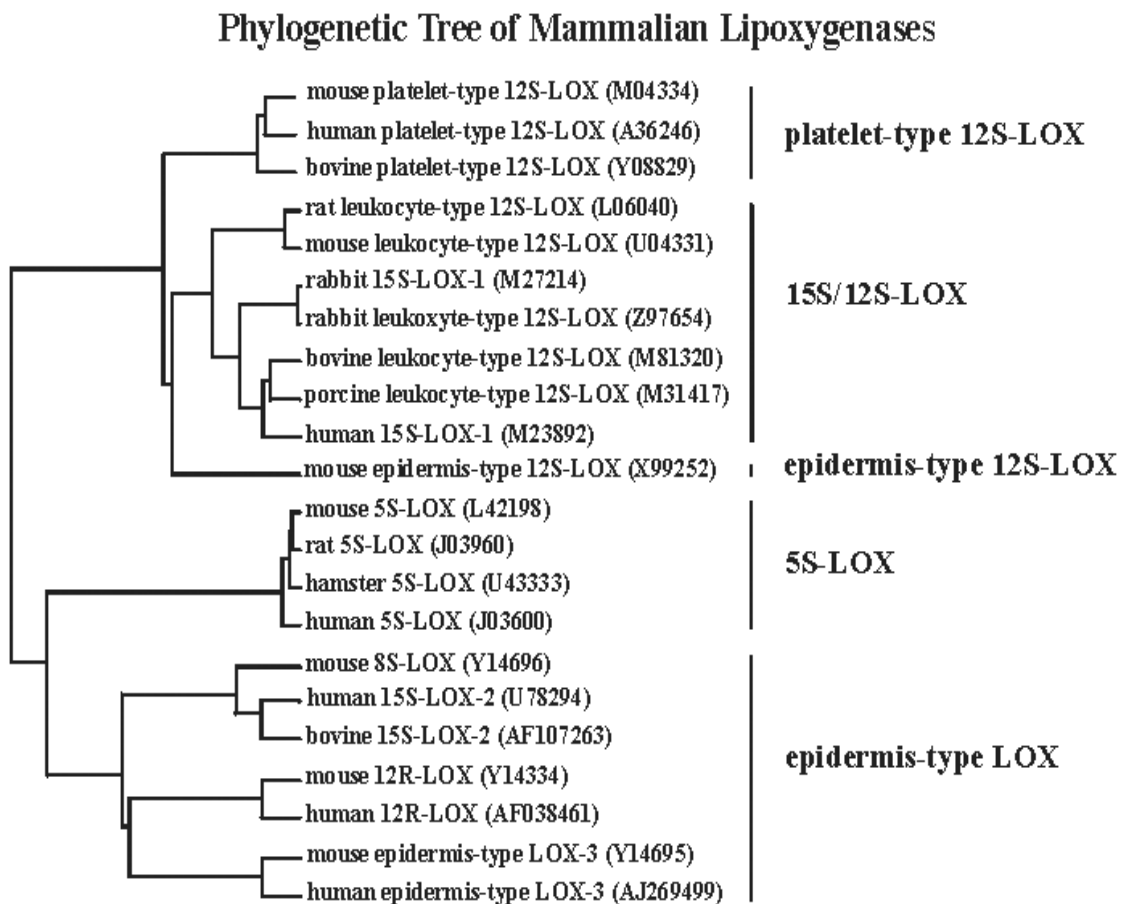 Phylogenetic Tree of Mammalian Lipoxygenases
mouse platelet-type 12S-LOX (M04334)
human platelet-type 12S-LOX (A36246)
bovine platelet-type 12S-LOX (Y08829)
platelet-type 12S-LOX
rat leukocyte-type 12S-LOX (L06040)
mouse leukocyte-type 12S-LOX (U04331)
rabbit 15S-LOX-1 (M27214)
rabbit leukoxyte-type 12S-LOX (Z97654)
bovine leukocyte-type 12S-LOX (M81320)
porcine leukocyte-type 12S-LOX (M31417)
human 15S-LOX-1 (M23892)
15S/12S-LOX
mouse epidermis-type 12S-LOX (X99252)
epidermis-type 12S-LOX
mouse 5S-LOX (L42198)
rat 5S-LOX (J03960)
hamster 5S-LOX (U43333)
human 5S-LOX (J03600)
5S-LOX
mouse 8S-LOX (Y14696)
human 15S-LOX-2 (U78294)
bovine 15S-LOX-2 (AF107263)
mouse 12R-LOX (Y14334)
human 12R-LOX (AF038461)
mouse epidermis-type LOX-3 (Y14695)
human epidermis-type LOX-3 (AJ269499)
epidermis-type LOX